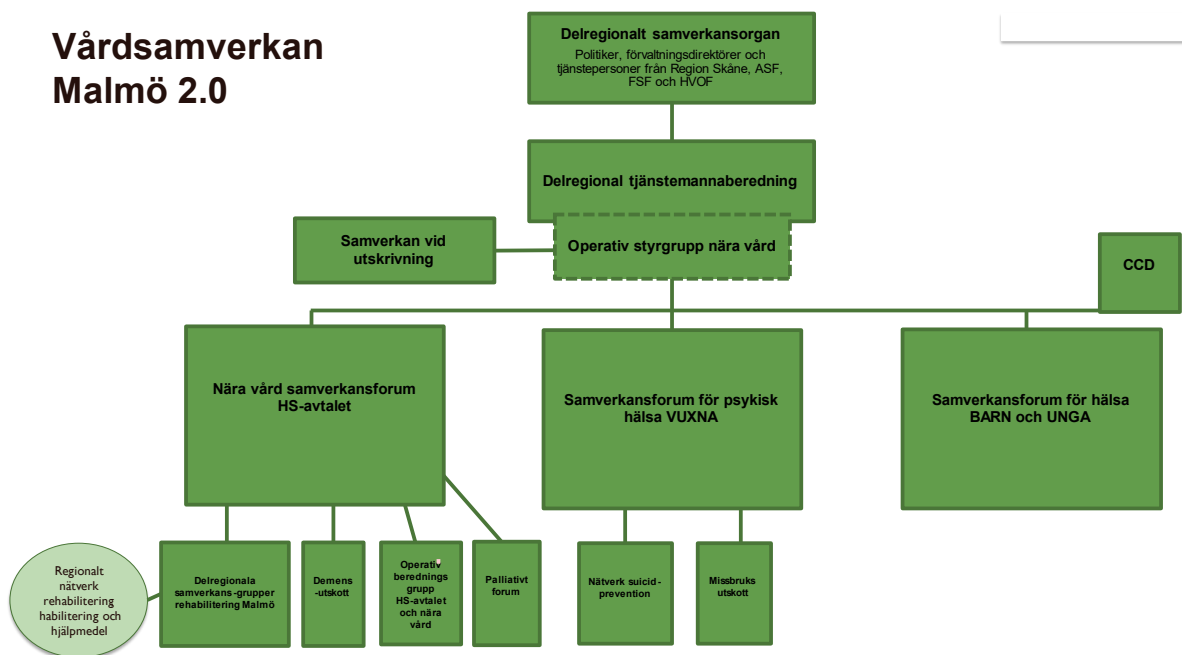 Vårdsamverkan
Malmö 2.0
Delregionalt samverkansorgan
Politiker, förvaltningsdirektörer och
tjänstepersoner från Region Skåne, ASF,
FSF och HVOF
Delregional tjänstemannaberedning
Samverkan vid
utskrivning
Operativ styrgrupp nära vård
CCD
Nära vård samverkansforum
HS-avtalet
Samverkansforum för psykisk
hälsa VUXNA
Samverkansforum för hälsa
BARN och UNGA
Regionalt
nätverk
rehabilitering
habilitering och
hjälpmedel
Delregionala
samverkans-grupper
rehabilitering Malmö
Demens
-utskott
Operativ
berednings
grupp
HS-avtalet
och nära
vård
Palliativt
forum
Nätverk suicid-
prevention
Missbruks
utskott